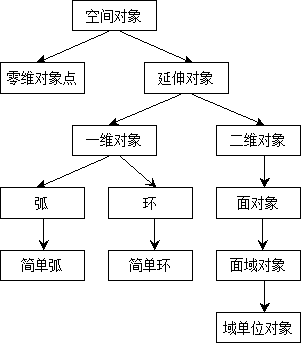 空间对象
零维对象点
延伸对象
一维对象
二维对象
弧
环
面对象
简单弧
简单环
面域对象
域单位对象